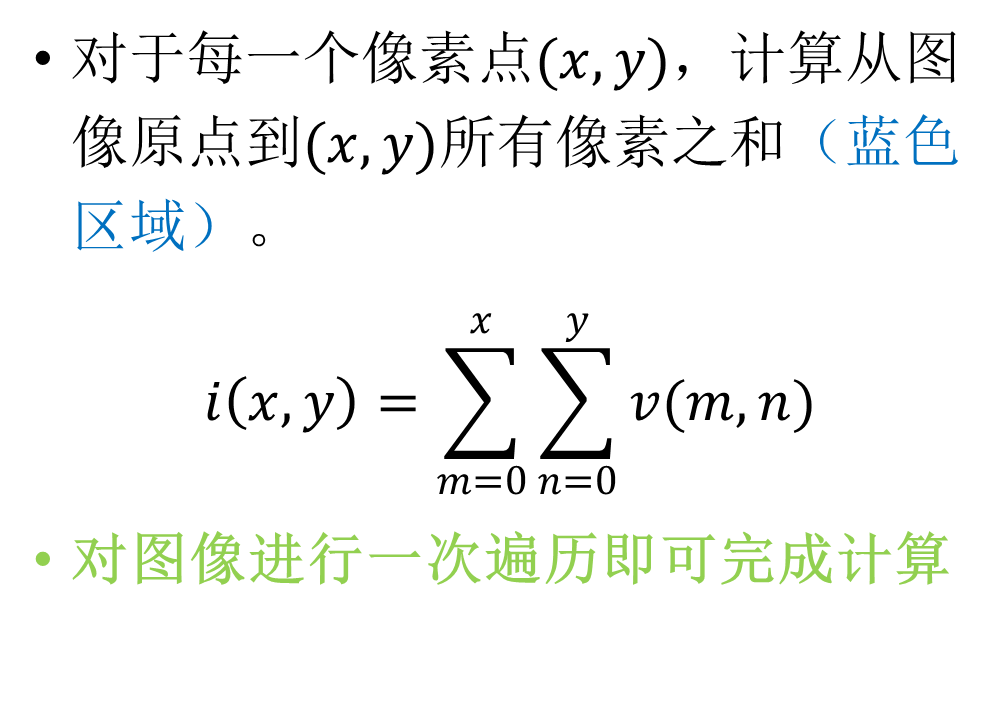 • 对于每一个像素点(x, y)，计算从图
像原点到(x, y)所有像素之和（蓝色
区域）。
i(x, y) = ∑_{m=0}^{x} ∑_{n=0}^{y} v(m, n)
• 对图像进行一次遍历即可完成计算